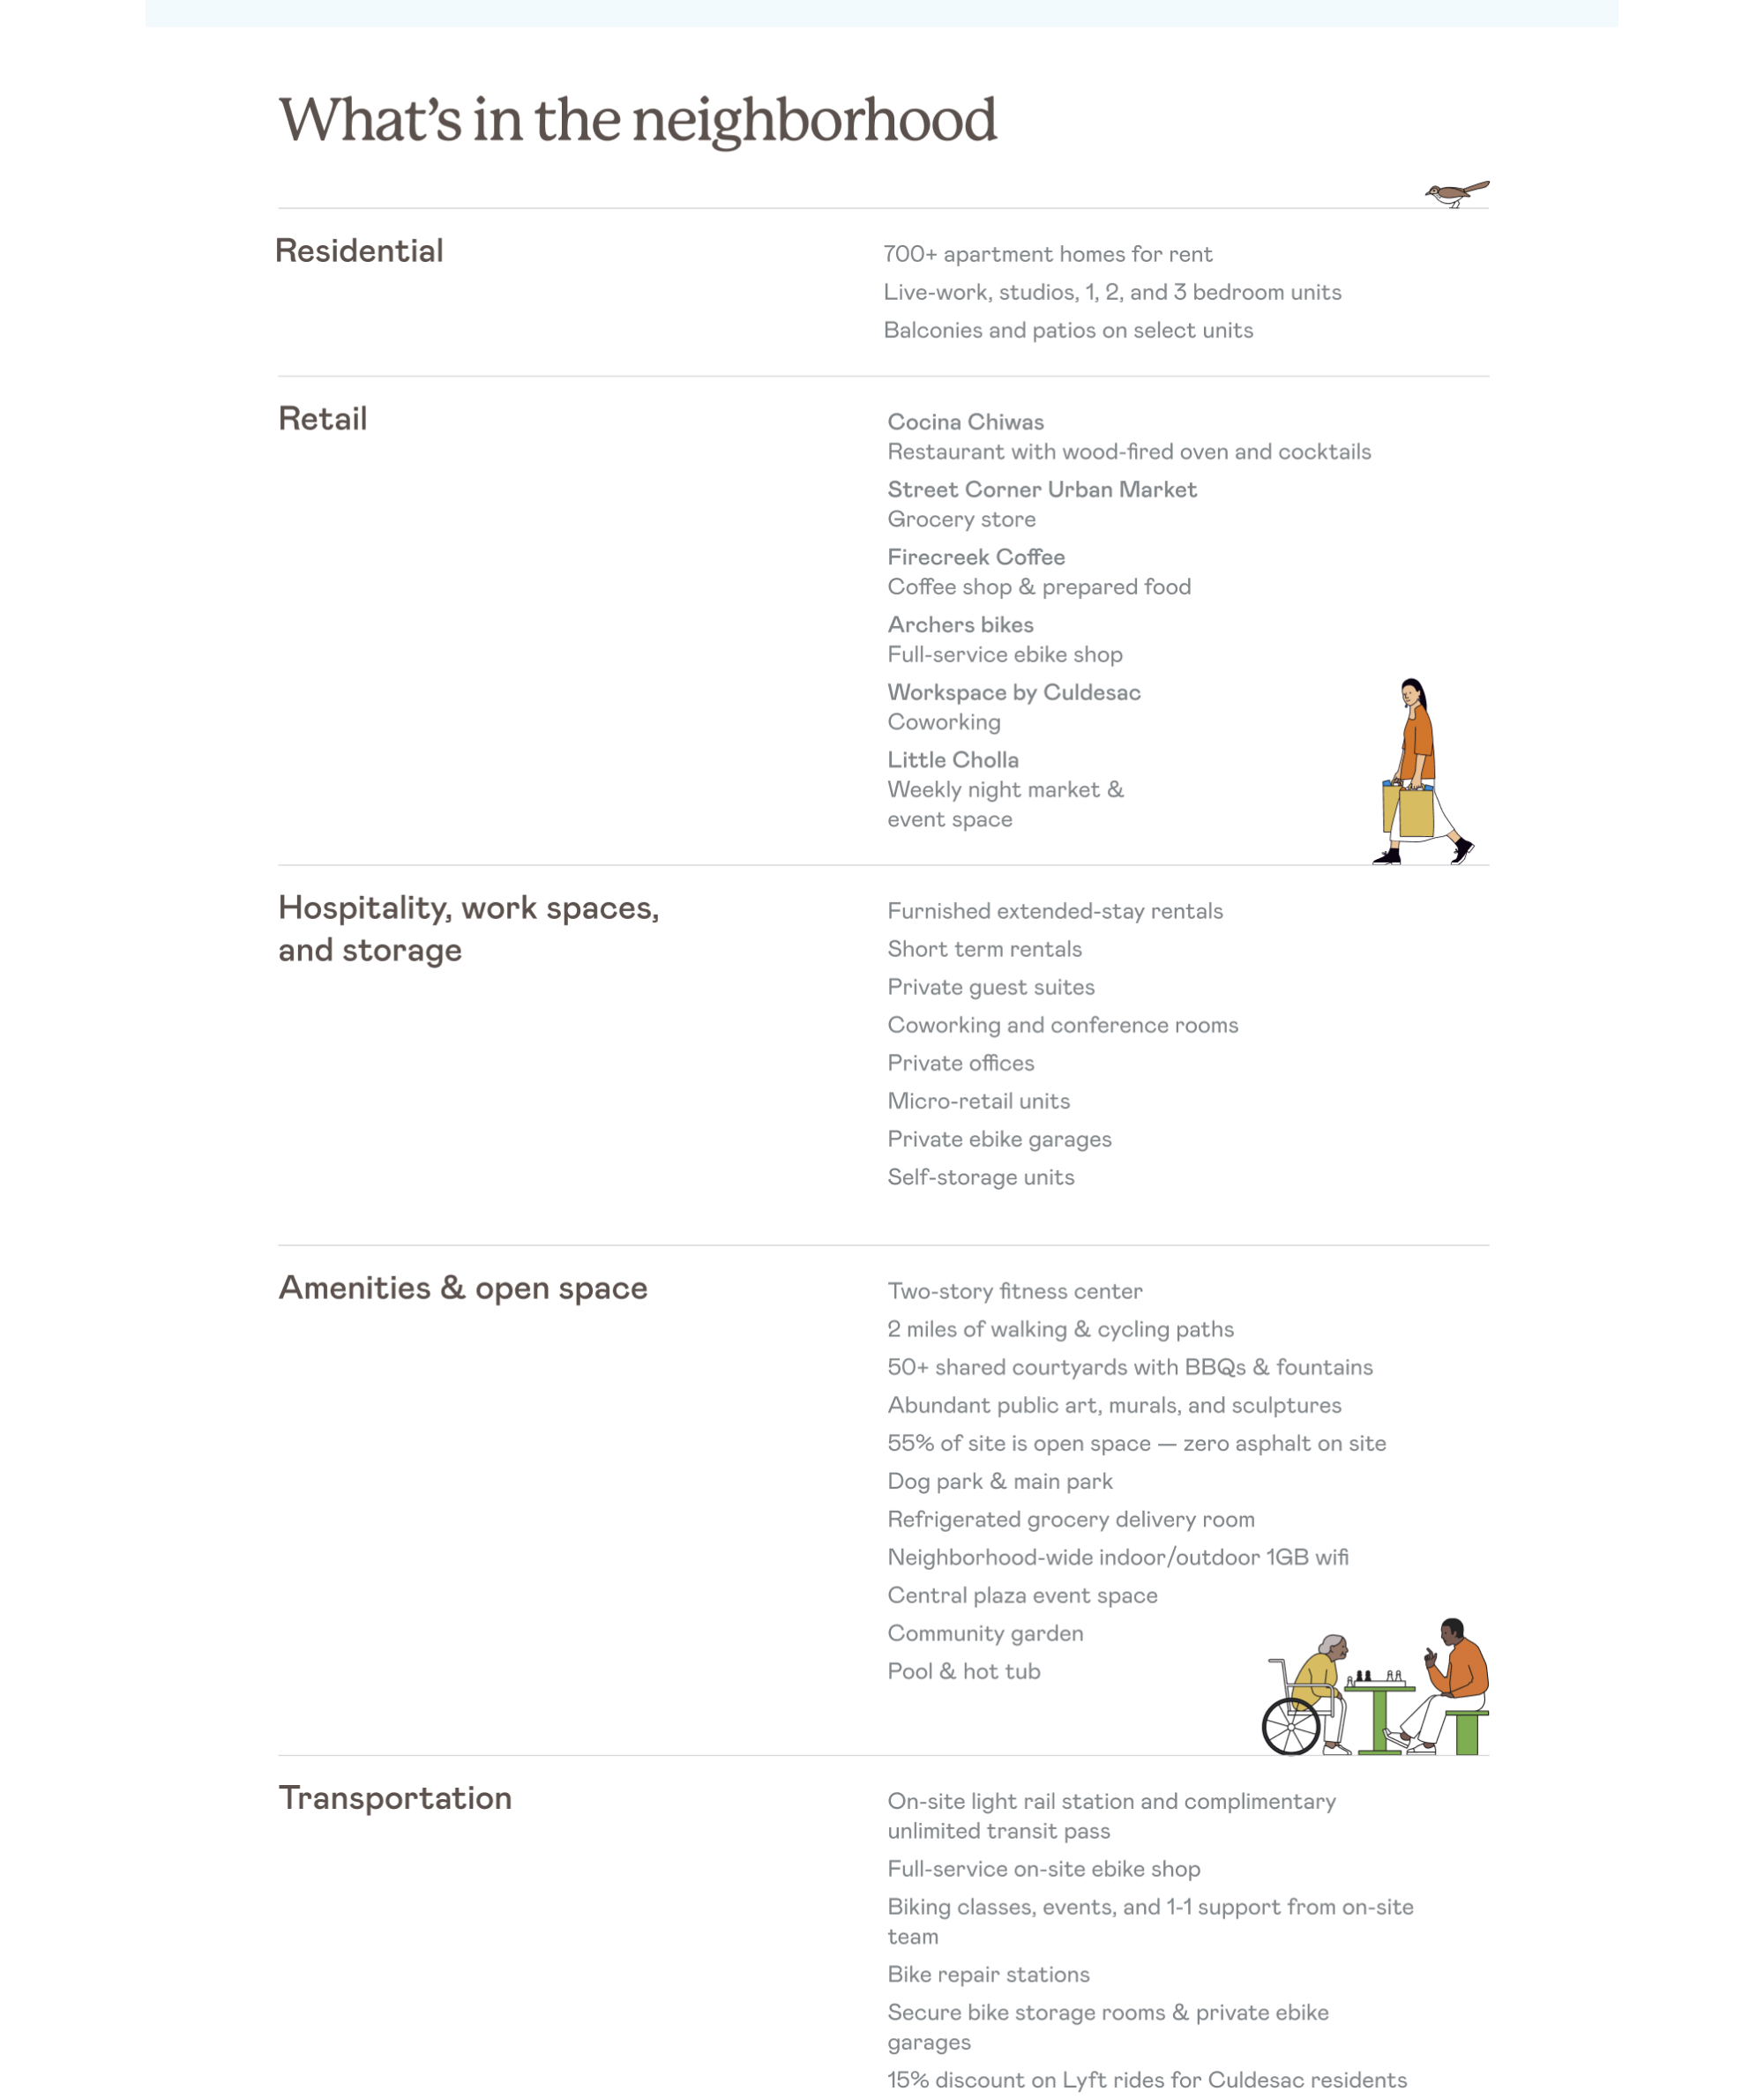 What’s in the neighborhood
Residential
700+ apartment homes for rent
Live-work, studios, 1, 2, and 3 bedroom units
Balconies and patios on select units
Retail
Cocina Chiwas
Restaurant with wood-fired oven and cocktails
Street Corner Urban Market
Grocery store
Firecreek Coffee
Coffee shop & prepared food
Archers bikes
Full-service ebike shop
Workspace by Culdesac
Coworking
Little Cholla
Weekly night market &
event space
Hospitality, work spaces,
and storage
Furnished extended-stay rentals
Short term rentals
Private guest suites
Coworking and conference rooms
Private offices
Micro-retail units
Private ebike garages
Self-storage units
Amenities & open space
Two-story fitness center
2 miles of walking & cycling paths
50+ shared courtyards with BBQs & fountains
Abundant public art, murals, and sculptures
55% of site is open space — zero asphalt on site
Dog park & main park
Refrigerated grocery delivery room
Neighborhood-wide indoor/outdoor 1GB wifi
Central plaza event space
Community garden
Pool & hot tub
Transportation
On-site light rail station and complimentary
unlimited transit pass
Full-service on-site ebike shop
Biking classes, events, and 1-1 support from on-site
team
Bike repair stations
Secure bike storage rooms & private ebike
garages
15% discount on Lyft rides for Culdesac residents